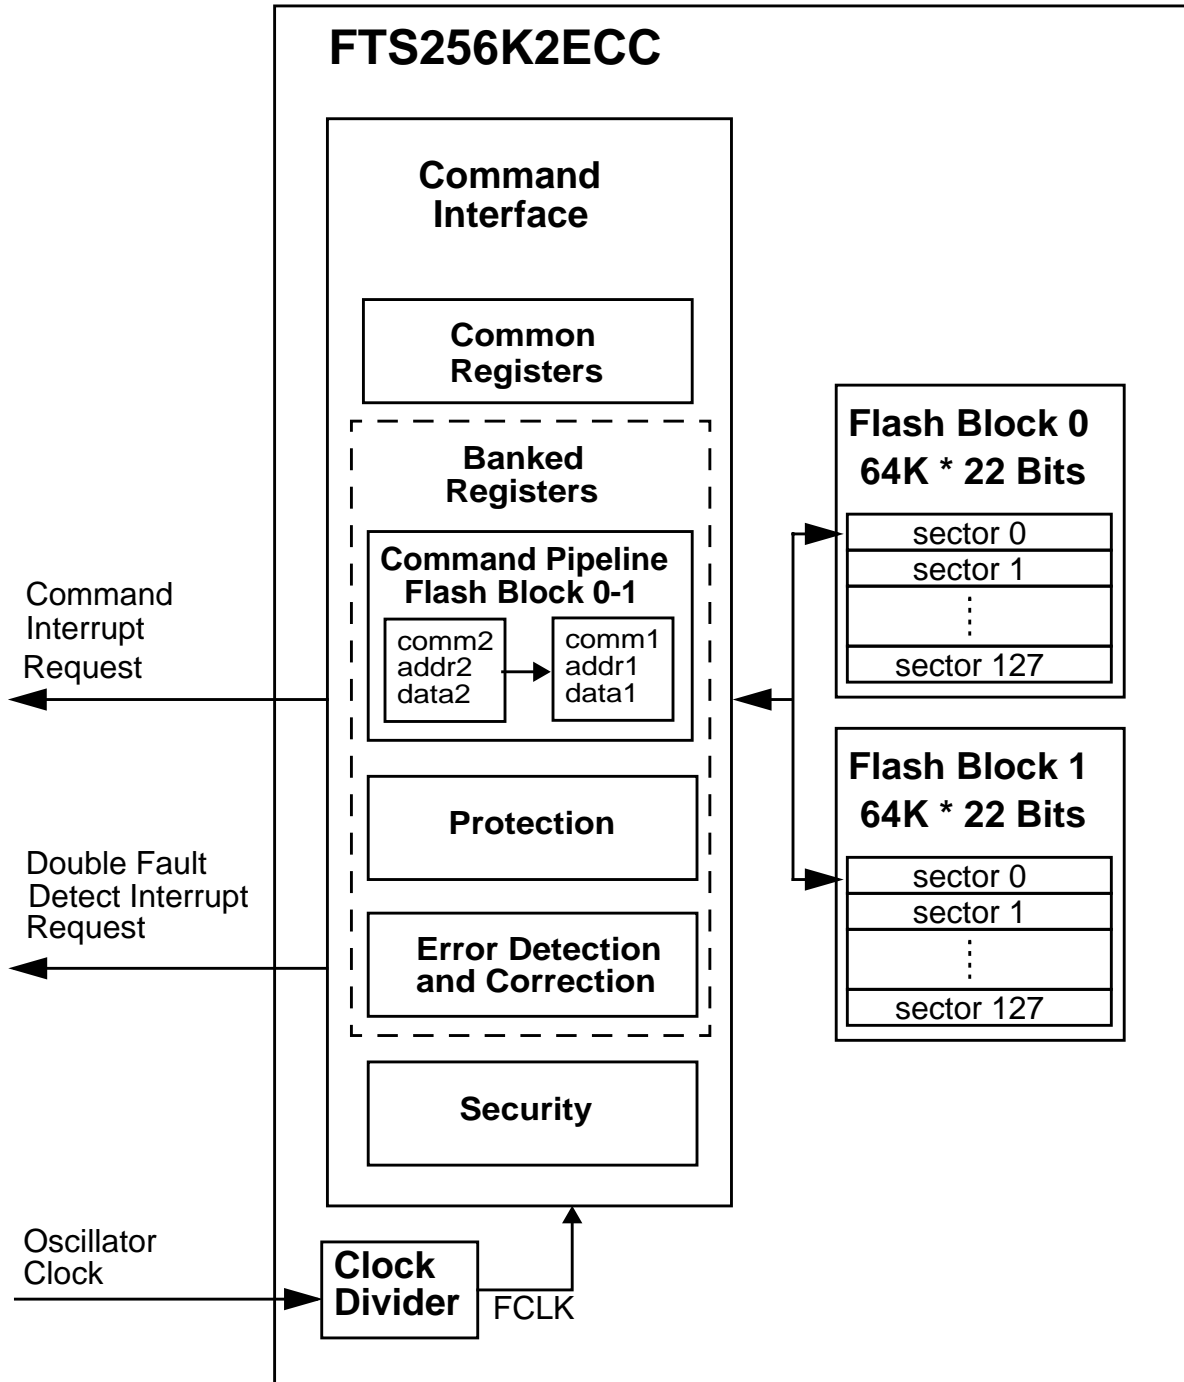 FTS256K2ECC
Command
Interface
Common
Registers
Banked
Registers
Command Pipeline
Flash Block 0-1
comm2
addr2
data2
comm1
addr1
data1
Protection
Error Detection
and Correction
Security
Command
Interrupt
Request
Double Fault
Detect Interrupt
Request
Oscillator
Clock
Clock
Divider
FCLK
Flash Block 0
64K * 22 Bits
sector 0
sector 1
sector 127
Flash Block 1
64K * 22 Bits
sector 0
sector 1
sector 127